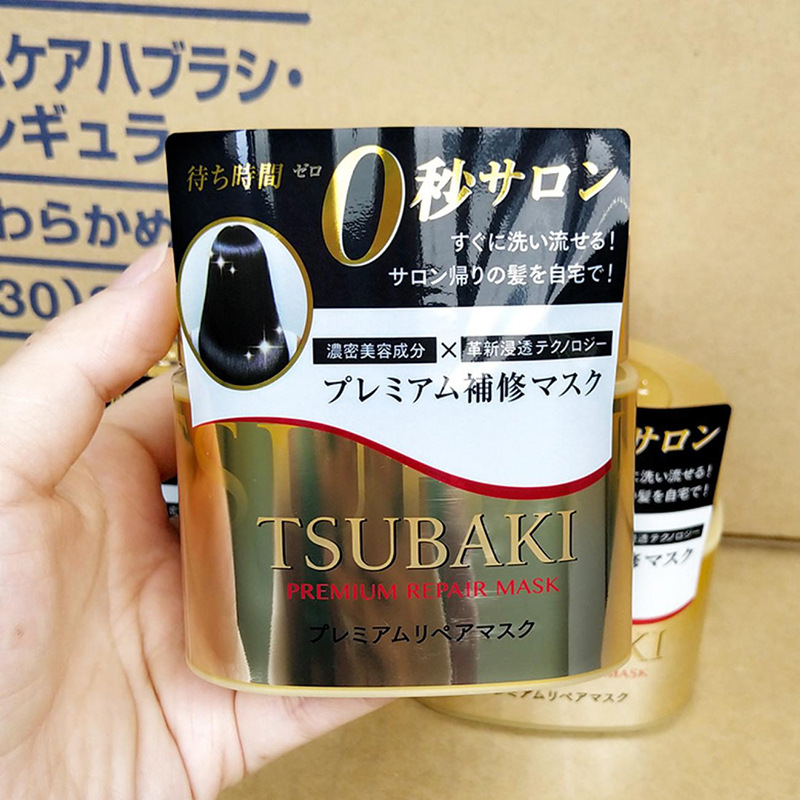 ケアハブラシ・
ンギュラ
わらかめ
30)
待ち時間 ゼロ 0秒サロン
すぐに洗い流せる!
サロン帰りの髪を自宅で!
濃密美容成分×革新浸透テクノロジー
プレミアム補修マスク
TSUBAKI
PREMIUM REPAIR MASK
プレミアムリペアマスク
サロン
に洗い流せる!
の髪を自宅で!
透テクノロジー
マスク
KI
MASK
ミアムリペアマスク